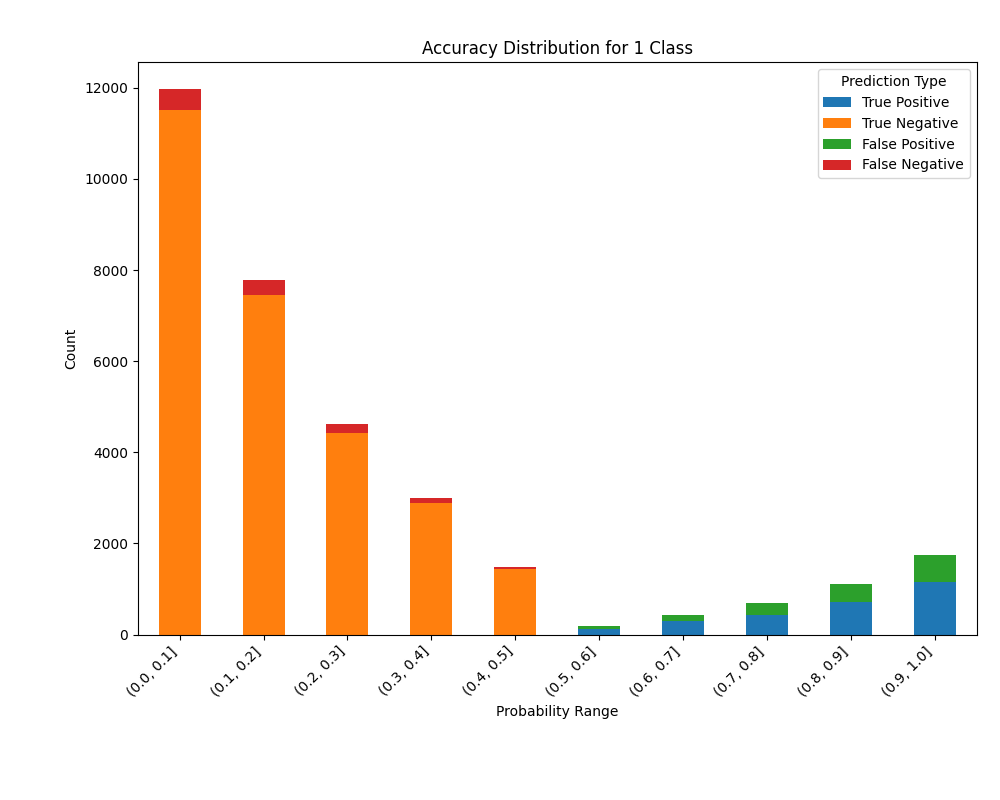 Accuracy Distribution for 1 Class
Prediction Type
True Positive
True Negative
False Positive
False Negative
12000
10000
8000
6000
4000
2000
0
Count
(0.0, 0.1]
(0.1, 0.2]
(0.2, 0.3]
(0.3, 0.4]
(0.4, 0.5]
(0.5, 0.6]
(0.6, 0.7]
(0.7, 0.8]
(0.8, 0.9]
(0.9, 1.0]
Probability Range